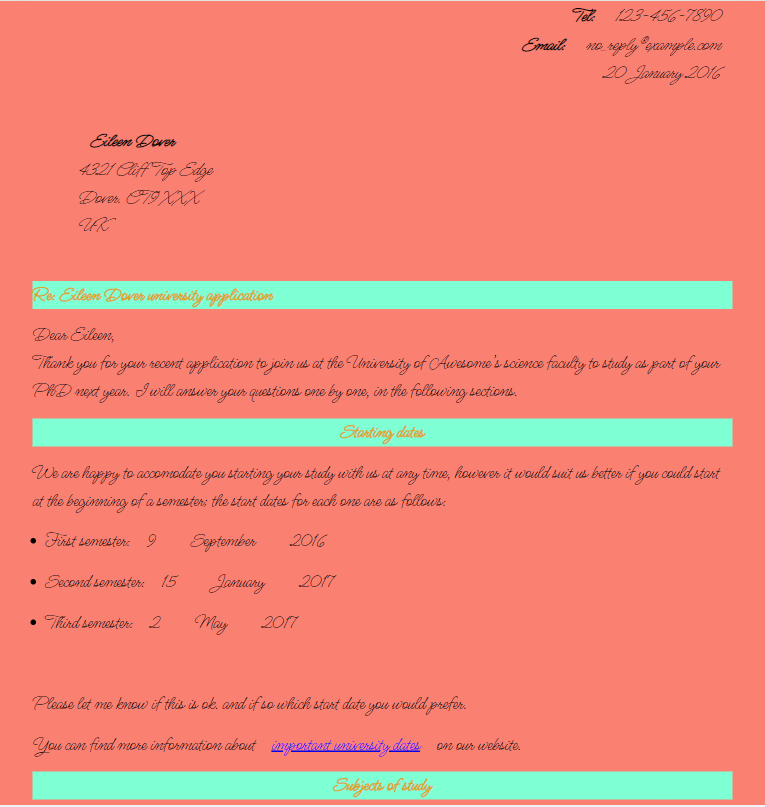 Tel: 123-456-7890
Email: no_reply@example.com
20 January 2016
Eileen Dover
4321 Cliff Top Edge
Dover, CT9 XXX
UK
Re: Eileen Dover university application
Dear Eileen,
Thank you for your recent application to join us at the University of Awesome's science faculty to study as part of your
PhD next year. I will answer your questions one by one, in the following sections.
Starting dates
We are happy to accomodate you starting your study with us at any time, however it would suit us better if you could start
at the beginning of a semester; the start dates for each one are as follows:
• First semester: 9 September 2016
• Second semester: 15 January 2017
• Third semester: 2 May 2017
Please let me know if this is ok, and if so which start date you would prefer.
You can find more information about important university dates on our website.
Subjects of study